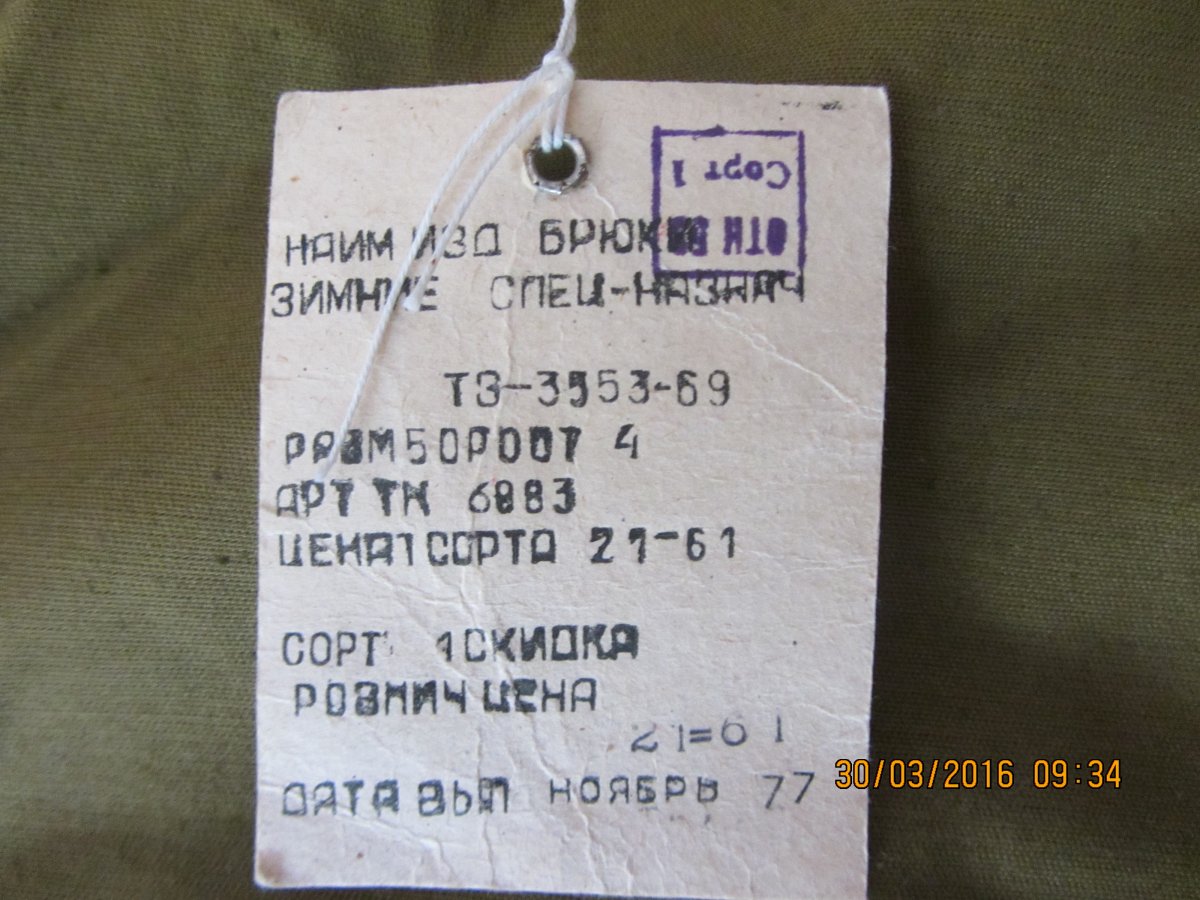 Сорт 1
ОТК
НАИМ ИЗД БРЮКИ
ЗИМНИЕ СПЕЦ-НАЗНАЧ
ТЗ-3553-69
РАЗМ 50 РОСТ 4
АРТ ТК 6883
ЦЕНА 1 СОРТА 21-61
СОРТ 1 СКИДКА
РОЗНИЧ ЦЕНА
21=61
ДАТА ВЫП НОЯБРЬ 77
30/03/2016 09:34